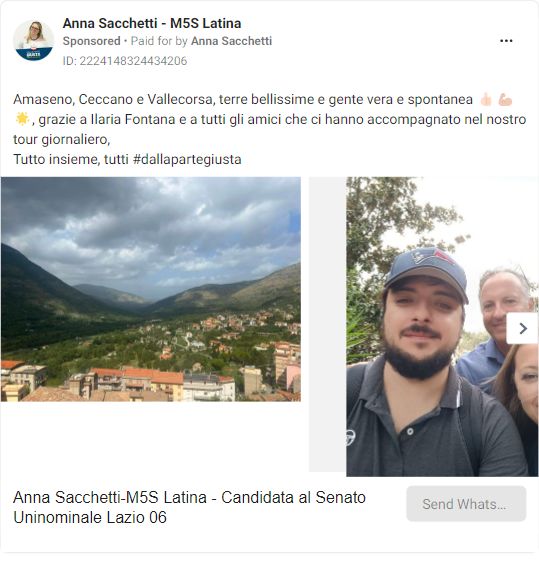 Anna Sacchetti - M5S Latina
Sponsored • Paid for by Anna Sacchetti
ID: 2224148324434206
Amaseno, Ceccano e Vallecorsa, terre bellissime e gente vera e spontanea 👍🏻 💪🏼
🌟, grazie a Ilaria Fontana e a tutti gli amici che ci hanno accompagnato nel nostro
tour giornaliero,
Tutto insieme, tutti #dallapartegiusta
Anna Sacchetti-M5S Latina - Candidata al Senato
Uninominale Lazio 06
Send Whats...